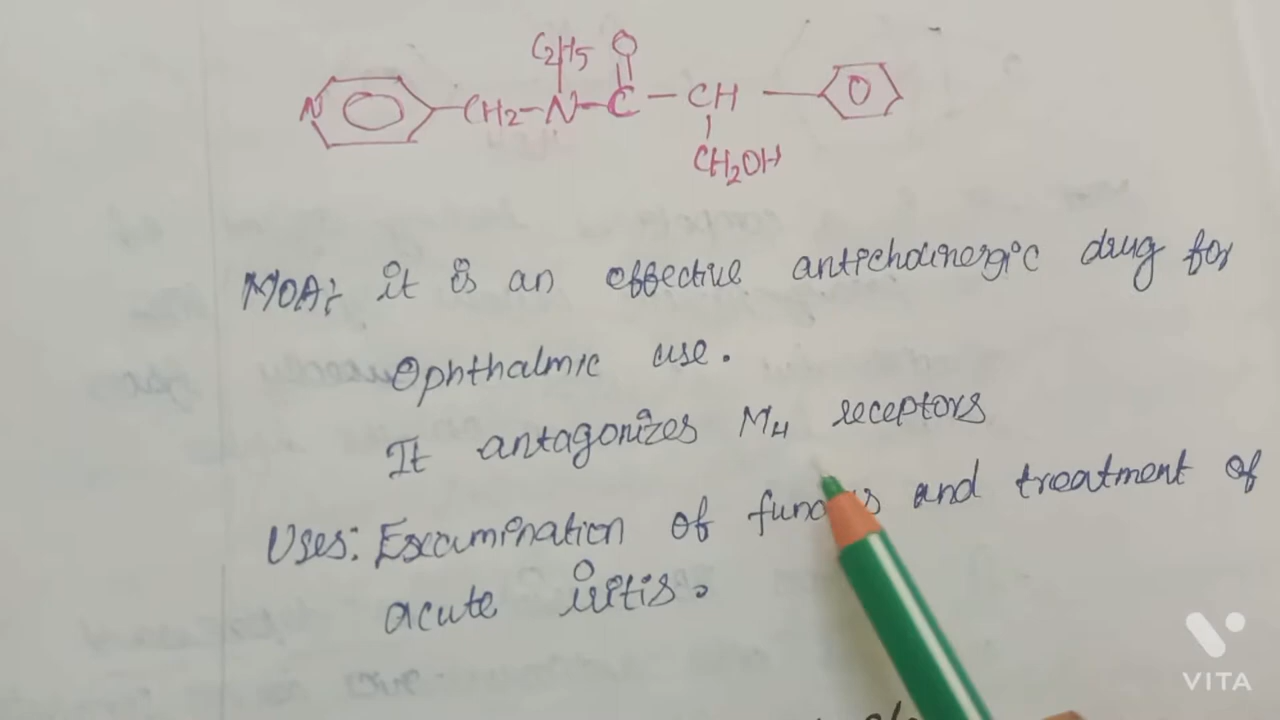 C2H5 O
N CH2-N-C-CH
CH2OH
MOA: it is an effective anticholinergic drug for
Ophthalmic use.
It antagonizes M4 receptors
Uses: Examination of fundus and treatment of
acute iritis.
VITA